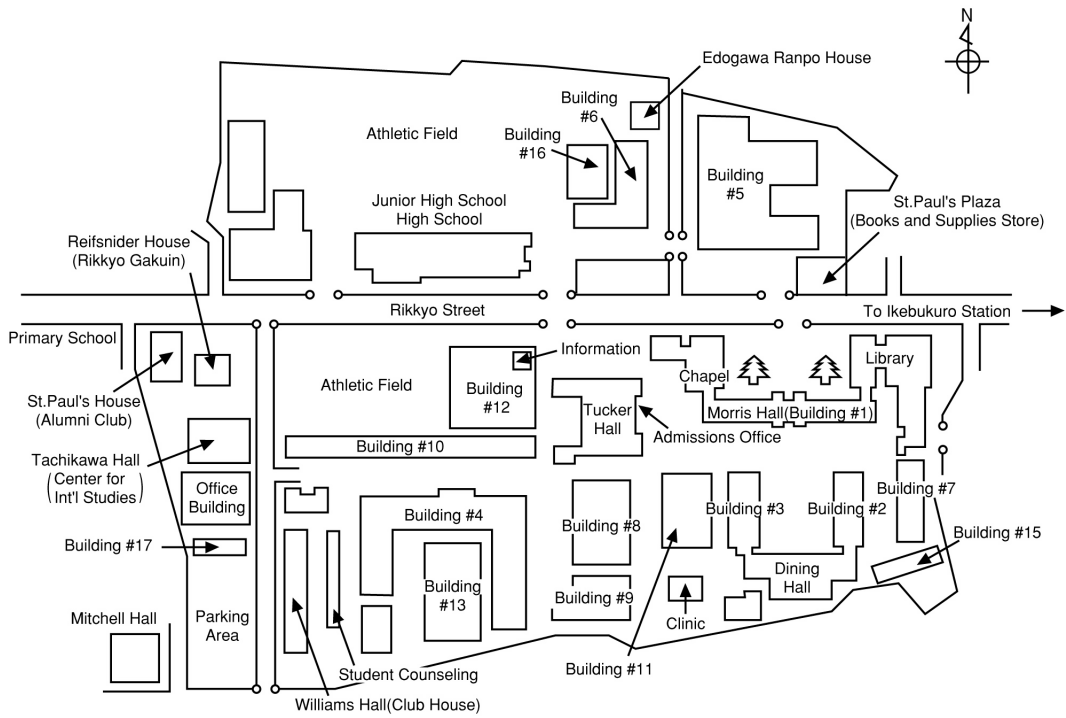 N
Edogawa Ranpo House
Building
#6
Building
#16
Athletic Field
Building
#5
Junior High School
High School
St.Paul's Plaza
(Books and Supplies Store)
Reifsnider House
(Rikkyo Gakuin)
Rikkyo Street
To Ikebukuro Station
Primary School
Information
Library
Chapel
Athletic Field
Building
#12
St.Paul's House
(Alumni Club)
Tucker
Hall
Morris Hall(Building #1)
Admissions Office
Building #10
Tachikawa Hall
(Center for
Int'l Studies)
Office
Building
Building #7
Building #4
Building #8
Building #3
Building #2
Building #15
Building #17
Dining
Hall
Building
#13
Building #9
Clinic
Mitchell Hall
Parking
Area
Building #11
Student Counseling
Williams Hall(Club House)